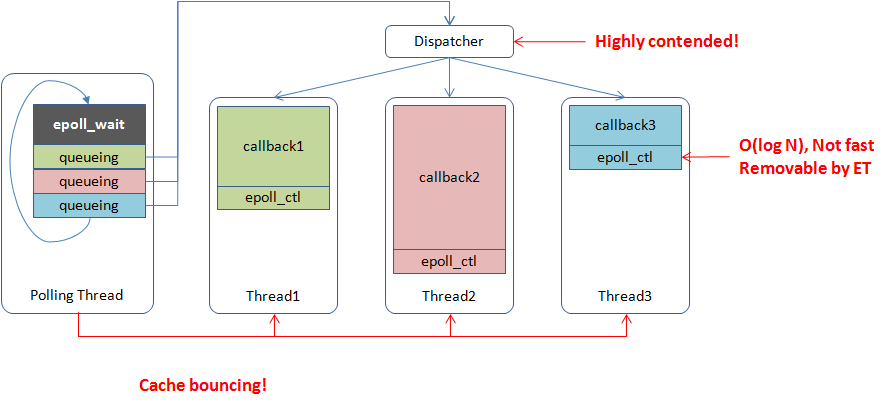 Dispatcher
Highly contended!
epoll_wait
queueing
queueing
queueing
Polling Thread
callback1
epoll_ctl
Thread1
callback2
epoll_ctl
Thread2
callback3
epoll_ctl
Thread3
O(log N), Not fast
Removable by ET
Cache bouncing!